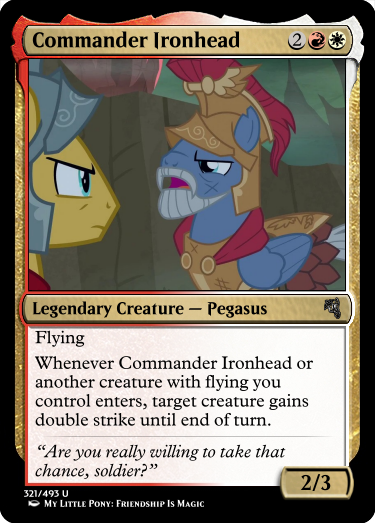 Commander Ironhead 2
Legendary Creature — Pegasus
Flying
Whenever Commander Ironhead or
another creature with flying you
control enters, target creature gains
double strike until end of turn.
“Are you really willing to take that
chance, soldier?”
2/3
321/493 U
My Little Pony: Friendship Is Magic